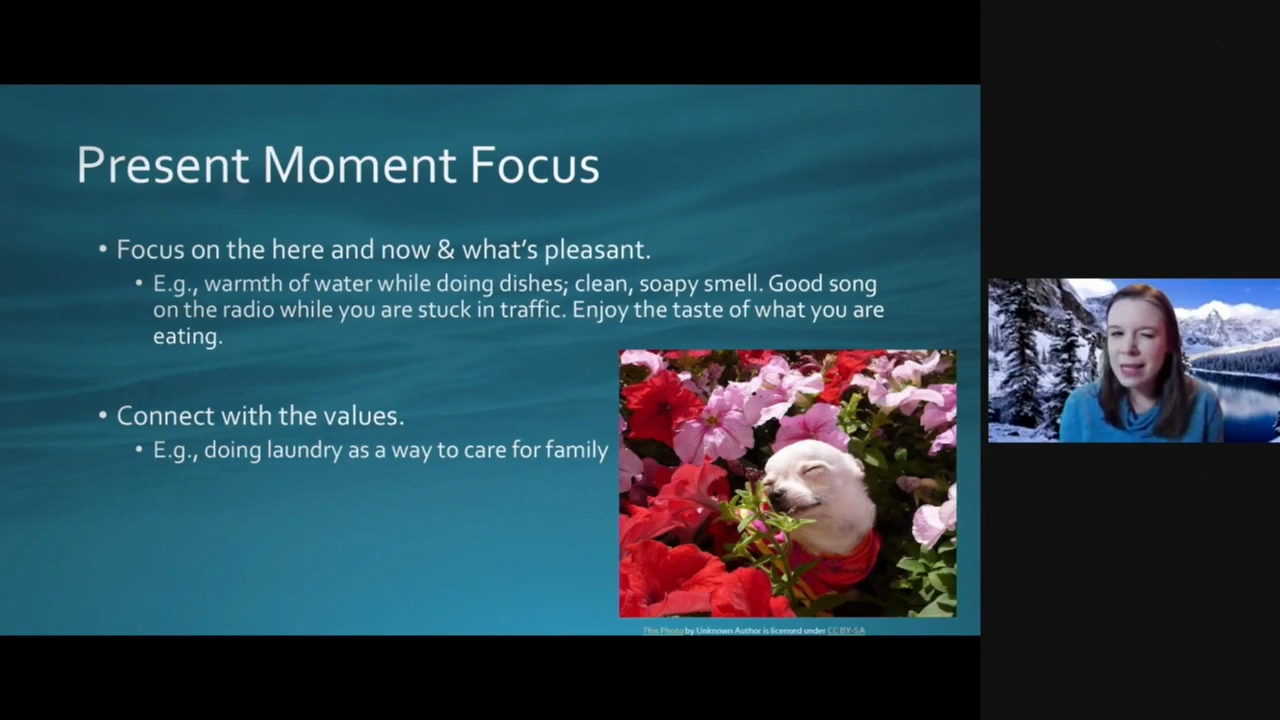 Present Moment Focus
• Focus on the here and now & what's pleasant.
• E.g., warmth of water while doing dishes; clean, soapy smell. Good song
on the radio while you are stuck in traffic. Enjoy the taste of what you are
eating.
• Connect with the values.
• E.g., doing laundry as a way to care for family
This Photo by Unknown Author is licensed under CC BY-SA